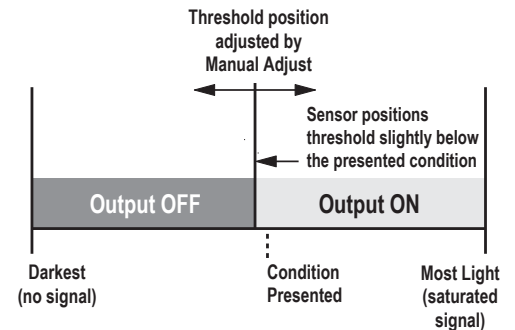 Threshold position
adjusted by
Manual Adjust
Sensor positions
threshold slightly below
the presented condition
Output OFF
Output ON
Darkest
(no signal)
Condition
Presented
Most Light
(saturated
signal)